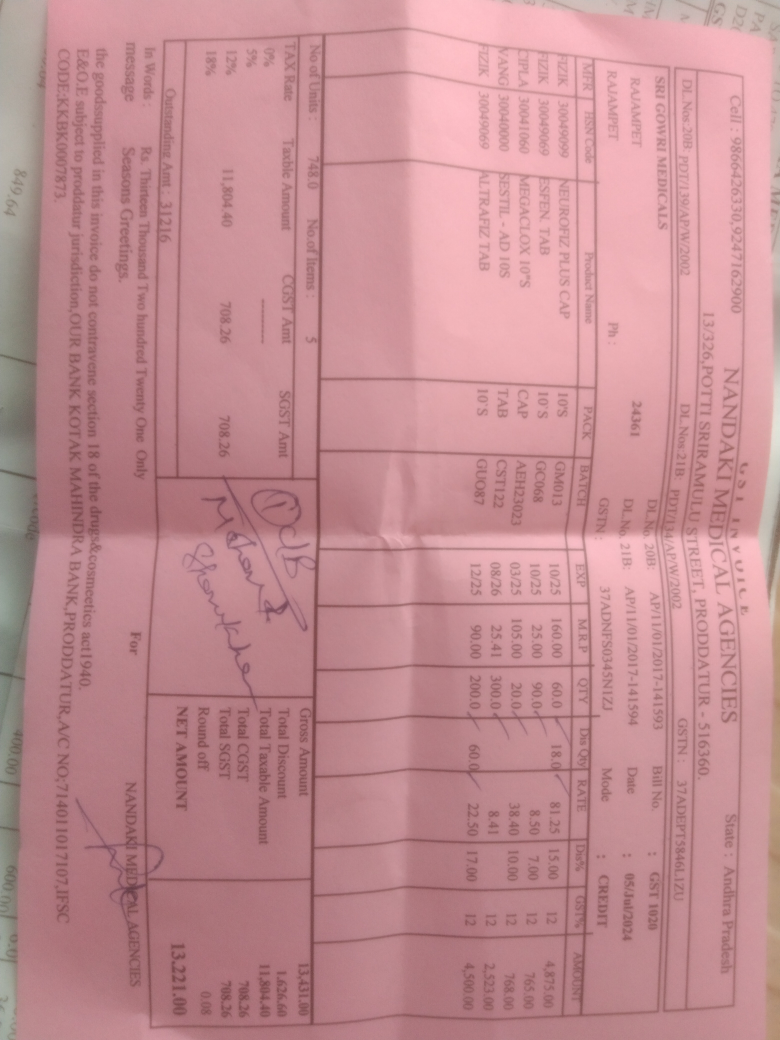 GST INVOICE
Cell : 9866426330,9247162900 NANDAKI MEDICAL AGENCIES State : Andhra Pradesh
13/326,POTTI SRIRAMULU STREET, PRODDATUR - 516360.
DL.Nos:20B: PDT/139/AP/W/2002 DL.Nos:21B: PDT/134/AP/W/2002 GSTN : 37ADEPT5846L1ZU
SRI GOWRI MEDICALS DL.No. 20B: AP/11/01/2017-141593 Bill No. : GST 1020
RAJAMPET 24361 DL.No. 21B: AP/11/01/2017-141594 Date : 05/Jul/2024
RAJAMPET Ph : GSTN : 37ADNFS0345N1ZJ Mode : CREDIT
MFR HSN Code Product Name PACK BATCH EXP M.R.P QTY Dis Qty RATE Dis% GST% AMOUNT
FIZIK 30049099 NEUROFIZ PLUS CAP 10'S GM013 10/25 160.00 60.0 18.0 81.25 15.00 12 4,875.00
FIZIK 30049069 ESFEN. TAB 10'S GC068 10/25 25.00 90.0 8.50 7.00 12 765.00
CIPLA 30041060 MEGACLOX 10"S CAP AEH23023 03/25 105.00 20.0 38.40 10.00 12 768.00
VANG 30040000 SESTIL - AD 10S TAB CST122 08/26 25.41 300.0 8.41 12 2,523.00
FIZIK 30049069 ALTRAFIZ TAB 10'S GUO87 12/25 90.00 200.0 60.0 22.50 17.00 12 4,500.00
No of Units : 748.0 No.of Items : 5
TAX Rate Taxble Amount CGST Amt SGST Amt
0% ---------
5%
12% 11,804.40 708.26 708.26
18%
Outstanding Amt : 31216
Gross Amount 13,431.00
Total Discount 1,626.60
Total Taxable Amount 11,804.40
Total CGST 708.26
Total SGST 708.26
Round off 0.08
NET AMOUNT 13,221.00
In Words : Rs. Thirteen Thousand Two hundred Twenty One Only
message Seasons Greetings.
For NANDAKI MEDICAL AGENCIES
the goodssupplied in this invoice do not contravene section 18 of the drugs&cosmectics act1940.
E&O.E subject to proddatur jurisdiction,OUR BANK KOTAK MAHINDRA BANK,PRODDATUR,A/C NO;714011017107,IFSC
CODE:KKBK0007873.
849.64
400.00
600.00